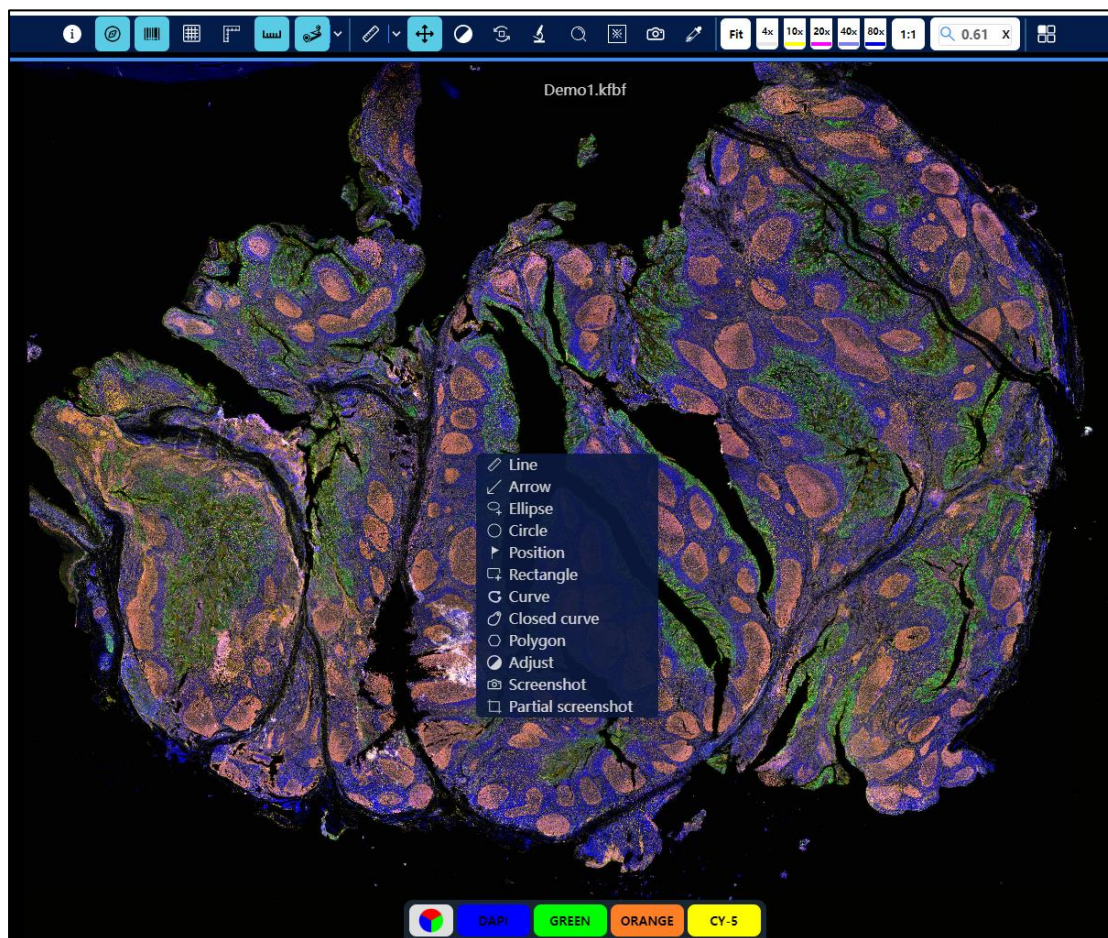 Fit 4x 10x 20x 40x 80x 1:1 0.61 X
Demo1.kfbf
Line
Arrow
Ellipse
Circle
Position
Rectangle
Curve
Closed curve
Polygon
Adjust
Screenshot
Partial screenshot
DAPI GREEN ORANGE CY-5